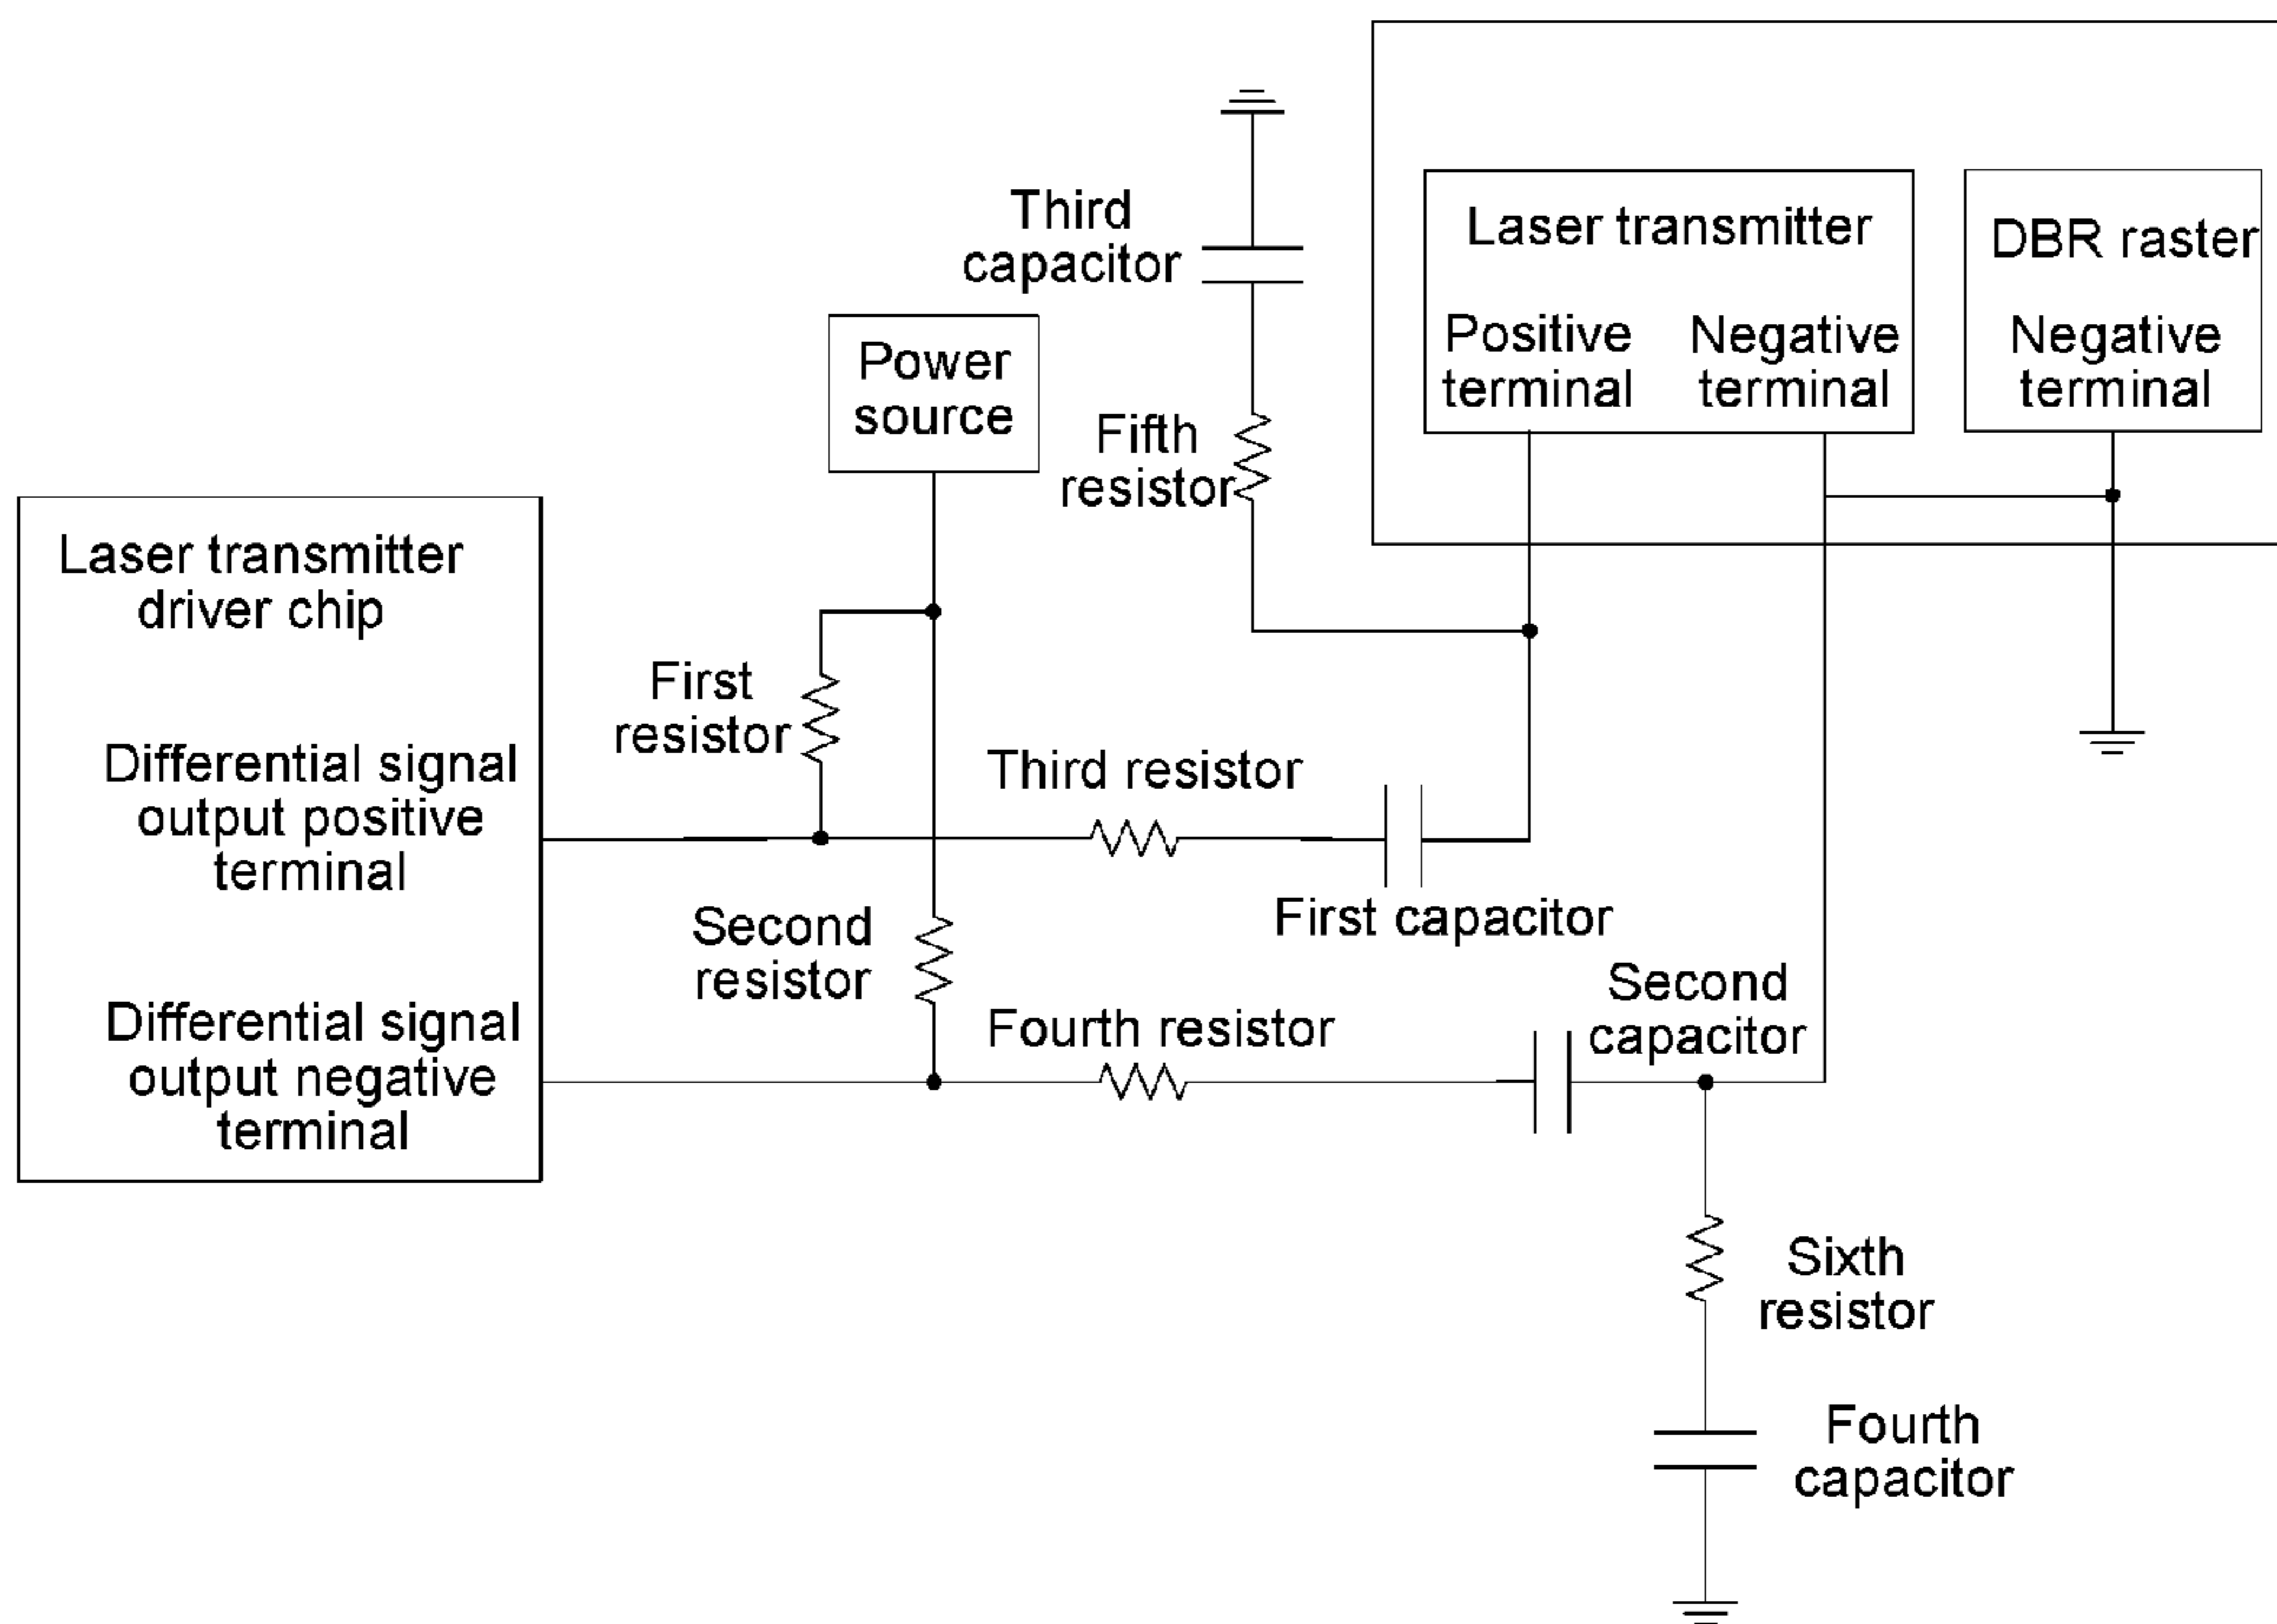 Third
capacitor
Laser transmitter
Positive
terminal
Negative
terminal
DBR raster
Negative
terminal
Power
source
Fifth
resistor
Laser transmitter
driver chip
Differential signal
output positive
terminal
Differential signal
output negative
terminal
First
resistor
Third resistor
First capacitor
Second
resistor
Fourth resistor
Second
capacitor
Sixth
resistor
Fourth
capacitor